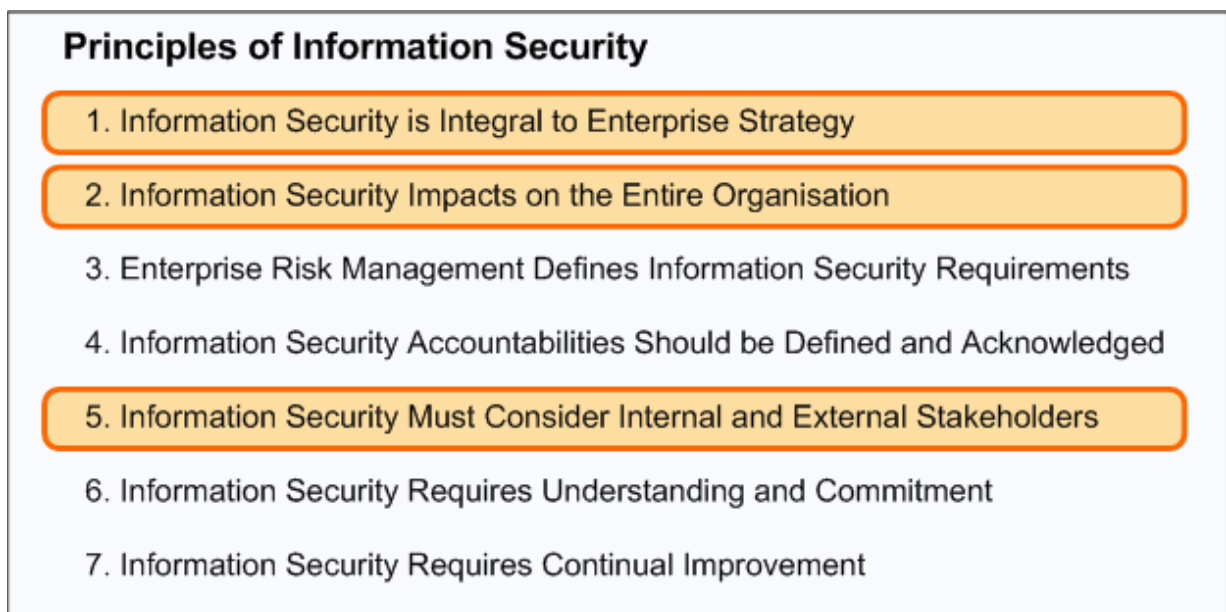 Principles of Information Security
1. Information Security is Integral to Enterprise Strategy
2. Information Security Impacts on the Entire Organisation
3. Enterprise Risk Management Defines Information Security Requirements
4. Information Security Accountabilities Should be Defined and Acknowledged
5. Information Security Must Consider Internal and External Stakeholders
6. Information Security Requires Understanding and Commitment
7. Information Security Requires Continual Improvement